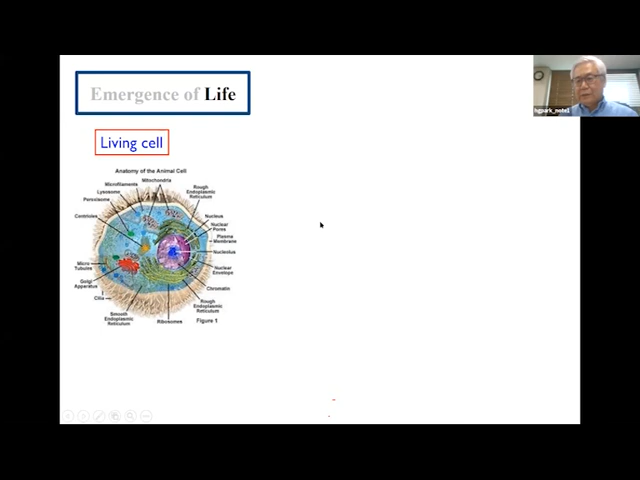 Emergence of Life
Living cell
Anatomy of the Animal Cell
Mitochondria
Microfilaments
Lysosome
Peroxisome
Centrioles
Micro
Tubules
Golgi
Apparatus
Cilia
Smooth
Endoplasmic
Reticulum
Ribosomes
Rough
Endoplasmic
Reticulum
Nucleus
Nuclear
Pores
Plasma
Membrane
Nucleolus
Nuclear
Envelope
Chromatin
Rough
Endoplasmic
Reticulum
Figure 1